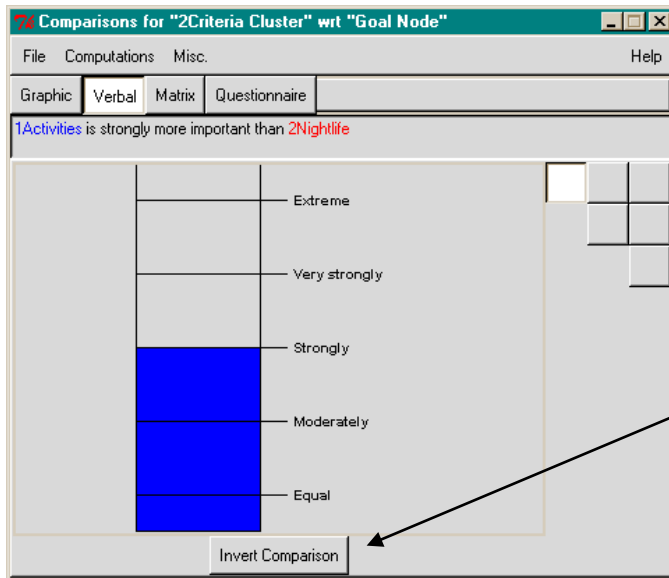 Comparisons for "2Criteria Cluster" wrt "Goal Node"
File Computations Misc. Help
Graphic Verbal Matrix Questionnaire
1Activities is strongly more important than 2Nightlife
Extreme
Very strongly
Strongly
Moderately
Equal
Invert Comparison